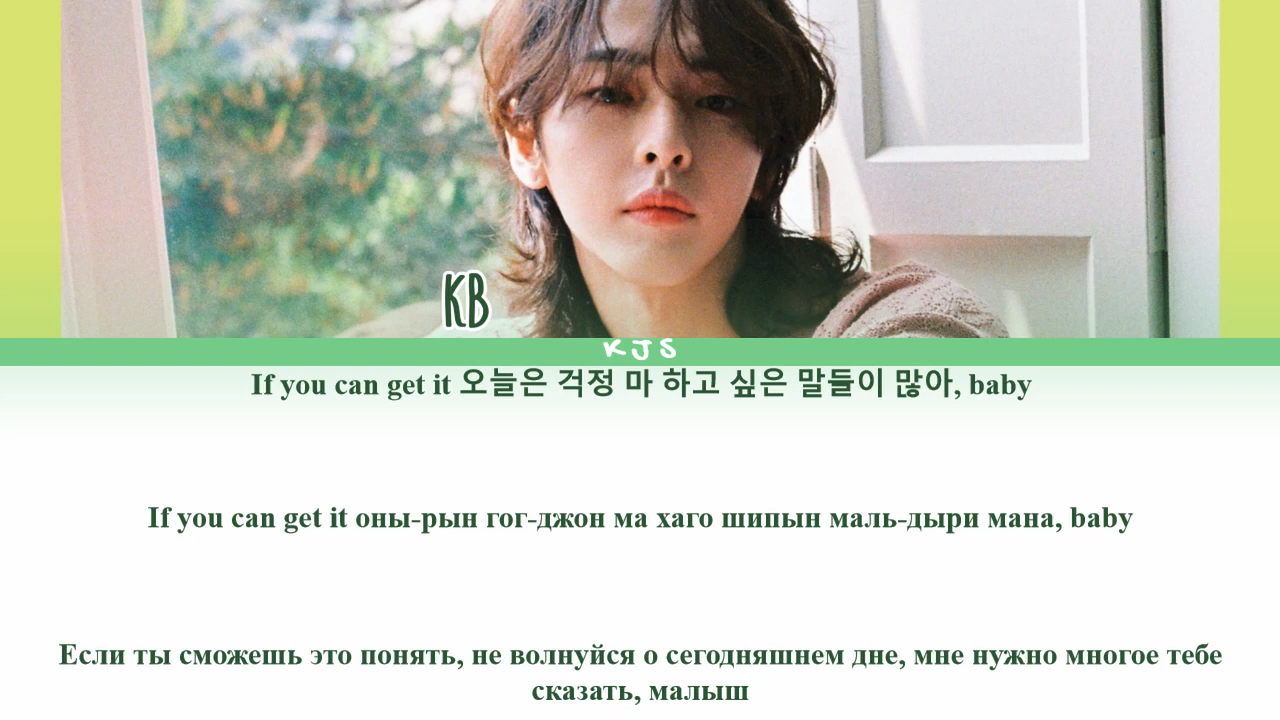 KB
KJS
If you can get it 오늘은 걱정 마 하고 싶은 말들이 많아, baby
If you can get it оны-рын гог-джон ма хаго шипын маль-дыри мана, baby
Если ты сможешь это понять, не волнуйся о сегодняшнем дне, мне нужно многое тебе
сказать, малыш